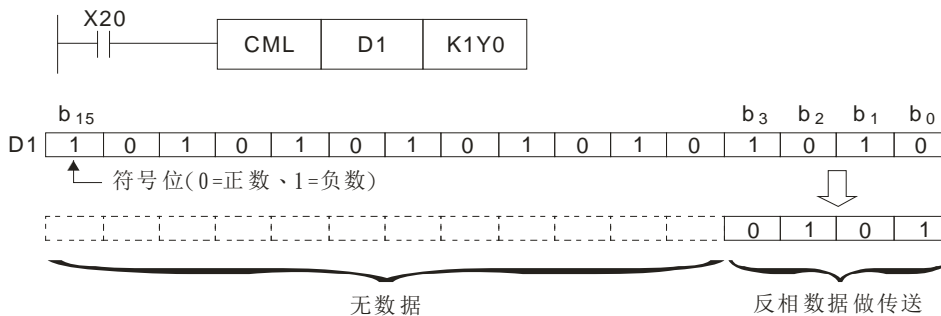 X20
CML D1 K1Y0
b15 b3 b2 b1 b0
D1 1 0 1 0 1 0 1 0 1 0 1 0 1 0 1 0
符号位(0=正数、1=负数)
0 1 0 1
无数据 反相数据做传送